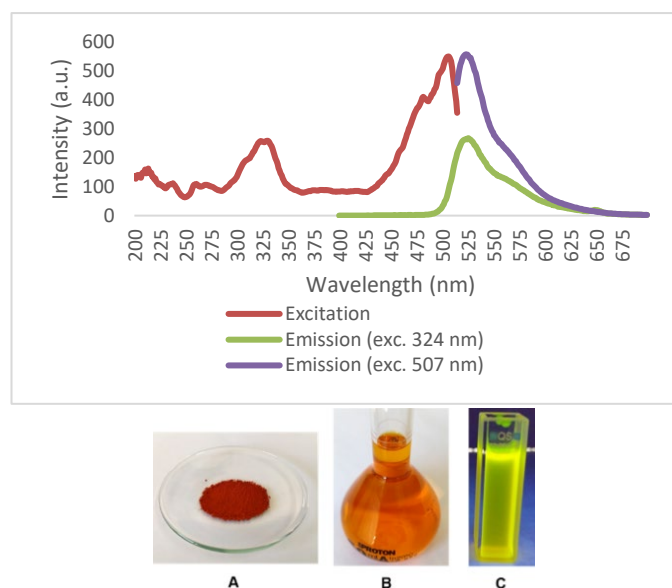 600
500
400
300
200
100
0
Intensity (a.u.)
200 225 250 275 300 325 350 375 400 425 450 475 500 525 550 575 600 625 650 675
Wavelength (nm)
Excitation
Emission (exc. 324 nm)
Emission (exc. 507 nm)
PROTON
A B C